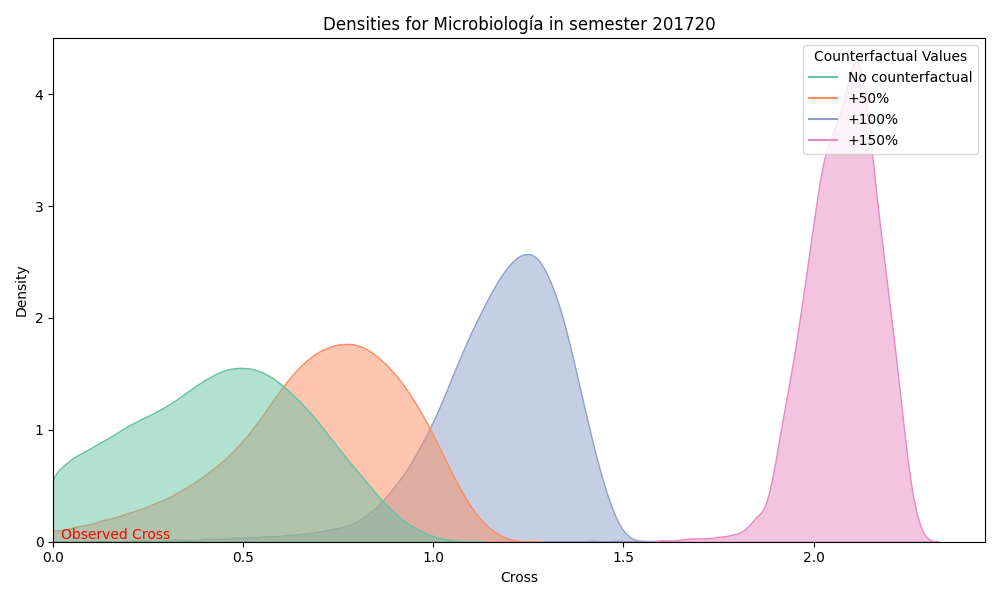 Densities for Microbiología in semester 201720
Counterfactual Values
No counterfactual
+50%
+100%
+150%
Density
4
3
2
1
0
Observed Cross
0.0 0.5 1.0 1.5 2.0
Cross